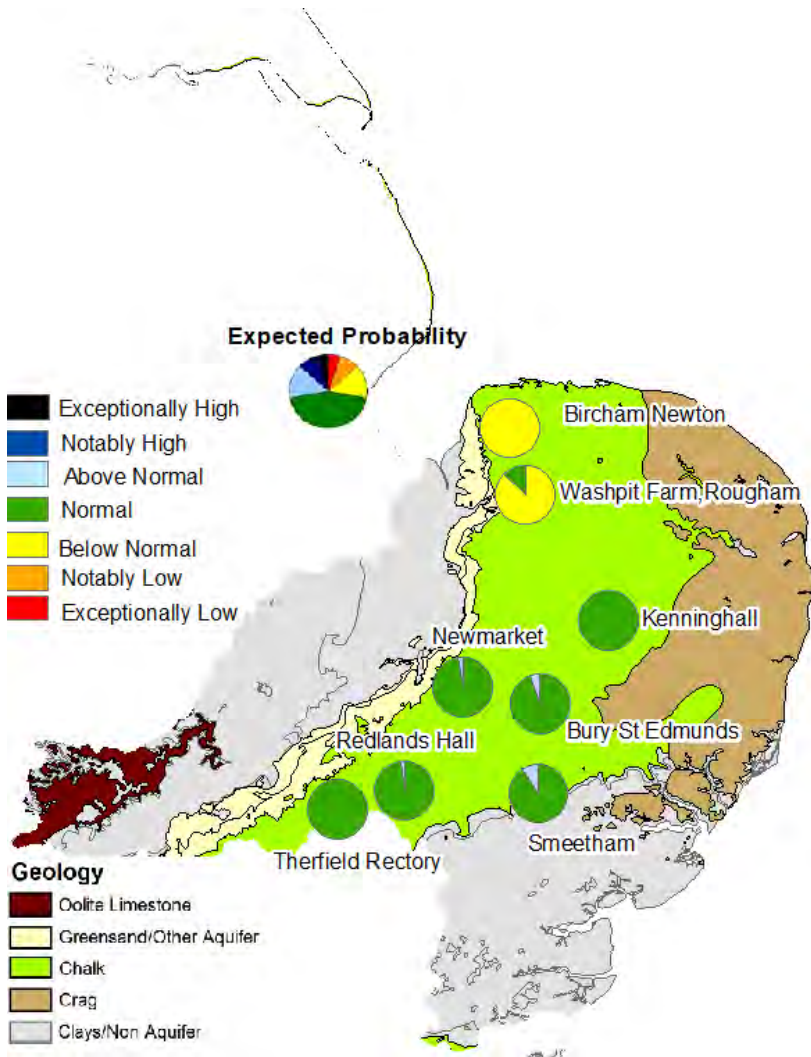 Expected Probability
Exceptionally High
Notably High
Above Normal
Normal
Below Normal
Notably Low
Exceptionally Low
Bircham Newton
Washpit Farm,Rougham
Kenninghall
Newmarket
Bury St Edmunds
Redlands Hall
Smeetham
Therfield Rectory
Geology
Oolite Limestone
Greensand/Other Aquifer
Chalk
Crag
Clays/Non Aquifer